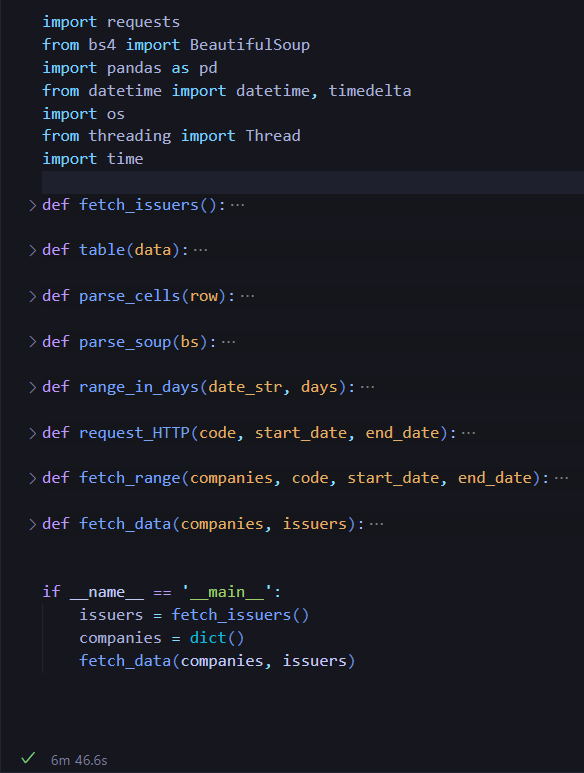 import requests
from bs4 import BeautifulSoup
import pandas as pd
from datetime import datetime, timedelta
import os
from threading import Thread
import time
def fetch_issuers(): ···
def table(data): ···
def parse_cells(row): ···
def parse_soup(bs): ···
def range_in_days(date_str, days): ···
def request_HTTP(code, start_date, end_date): ···
def fetch_range(companies, code, start_date, end_date): ···
def fetch_data(companies, issuers): ···
if __name__ == '__main__':
    issuers = fetch_issuers()
    companies = dict()
    fetch_data(companies, issuers)
6m 46.6s